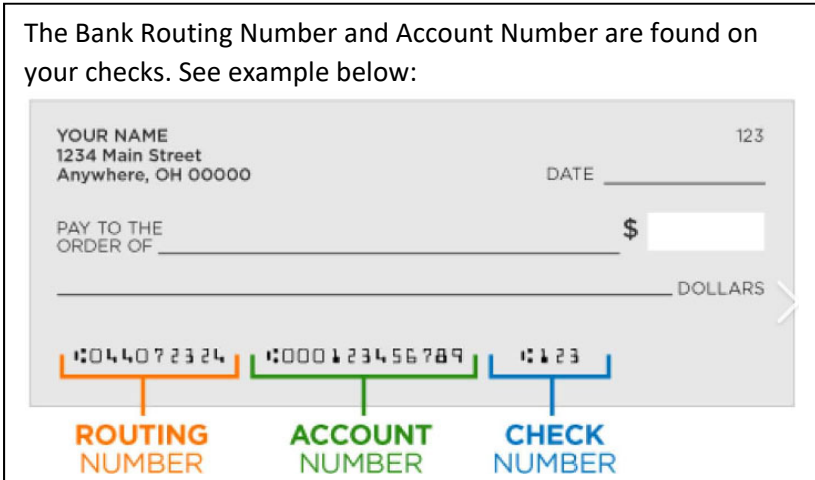 The Bank Routing Number and Account Number are found on
your checks. See example below:
YOUR NAME
123
1234 Main Street
Anywhere, OH 00000
DATE
PAY TO THE
ORDER OF
$
DOLLARS
⑆044072324
⑆000123456789
⑆123
ROUTING
NUMBER
ACCOUNT
NUMBER
CHECK
NUMBER